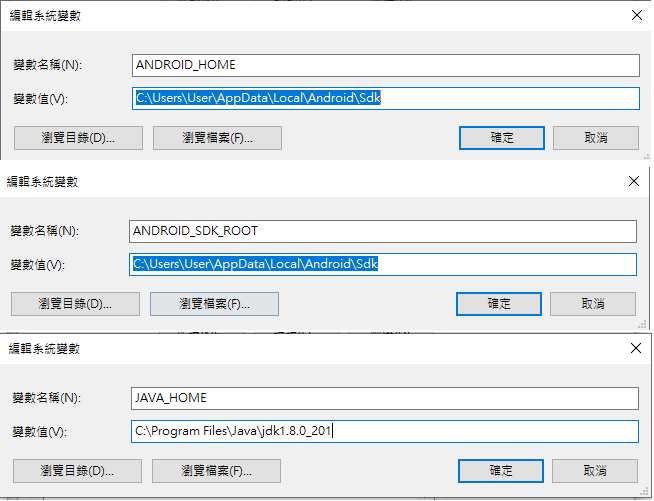 編輯系統變數
變數名稱(N): ANDROID_HOME
變數值(V): C:\Users\User\AppData\Local\Android\Sdk
瀏覽目錄(D)... 瀏覽檔案(F)... 確定 取消
編輯系統變數
變數名稱(N): ANDROID_SDK_ROOT
變數值(V): C:\Users\User\AppData\Local\Android\Sdk
瀏覽目錄(D)... 瀏覽檔案(F)... 確定 取消
編輯系統變數
變數名稱(N): JAVA_HOME
變數值(V): C:\Program Files\Java\jdk1.8.0_201
瀏覽目錄(D)... 瀏覽檔案(F)... 確定 取消